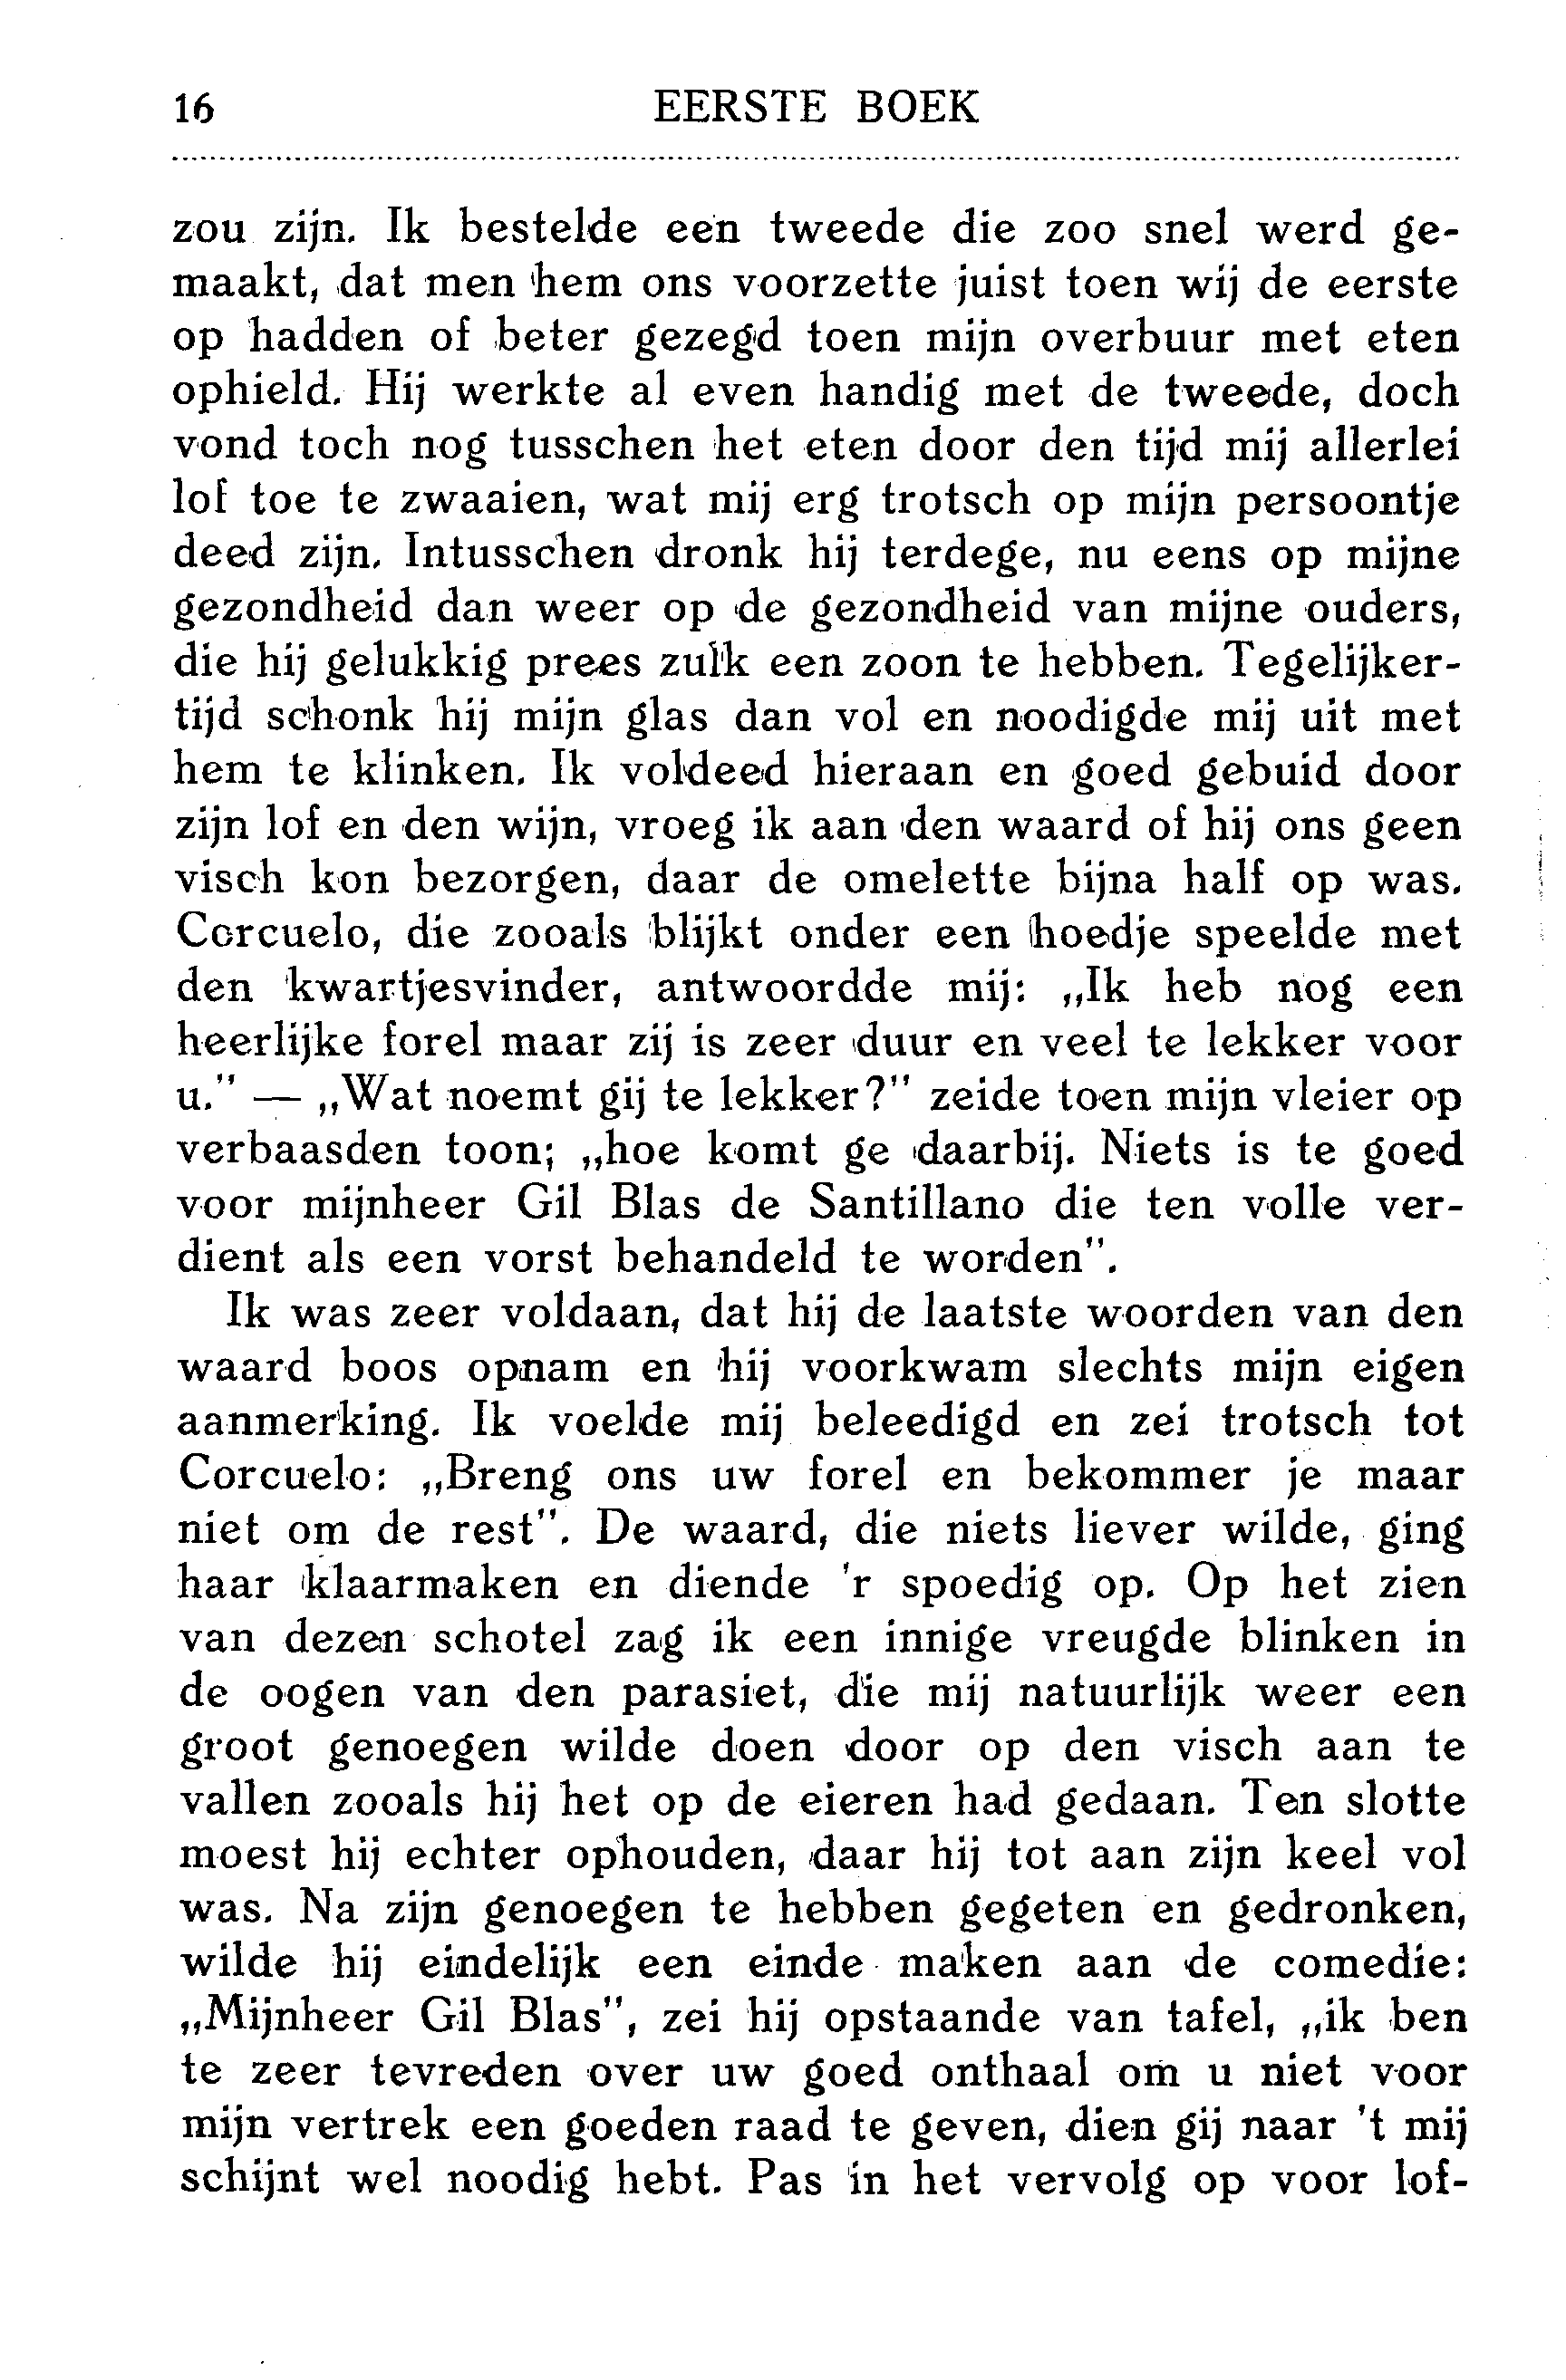 16 EERSTE BOEK
zou zijn. Ik bestelde een tweede die zoo snel werd ge-
maakt, dat men hem ons voorzette juist toen wij de eerste
op hadden of beter gezegd toen mijn overbuur met eten
ophield. Hij werkte al even handig met de tweede, doch
vond toch nog tusschen het eten door den tijd mij allerlei
lof toe te zwaaien, wat mij erg trotsch op mijn persoontje
deed zijn. Intusschen dronk hij terdege, nu eens op mijne
gezondheid dan weer op de gezondheid van mijne ouders,
die hij gelukkig prees zulk een zoon te hebben. Tegelijker-
tijd schonk hij mijn glas dan vol en noodigde mij uit met
hem te klinken. Ik voldeed hieraan en goed gebuid door
zijn lof en den wijn, vroeg ik aan den waard of hij ons geen
visch kon bezorgen, daar de omelette bijna half op was.
Corcuelo, die zooals blijkt onder een hoedje speelde met
den kwartjesvinder, antwoordde mij: „Ik heb nog een
heerlijke forel maar zij is zeer duur en veel te lekker voor
u." — „Wat noemt gij te lekker?" zeide toen mijn vleier op
verbaasden toon; „hoe komt ge daarbij. Niets is te goed
voor mijnheer Gil Blas de Santillano die ten volle ver-
dient als een vorst behandeld te worden".
Ik was zeer voldaan, dat hij de laatste woorden van den
waard boos opnam en hij voorkwam slechts mijn eigen
aanmerking. Ik voelde mij beleedigd en zei trotsch tot
Corcuelo: „Breng ons uw forel en bekommer je maar
niet om de rest". De waard, die niets liever wilde, ging
haar klaarmaken en diende 'r spoedig op. Op het zien
van dezen schotel zag ik een innige vreugde blinken in
de oogen van den parasiet, die mij natuurlijk weer een
groot genoegen wilde doen door op den visch aan te
vallen zooals hij het op de eieren had gedaan. Ten slotte
moest hij echter ophouden, daar hij tot aan zijn keel vol
was. Na zijn genoegen te hebben gegeten en gedronken,
wilde hij eindelijk een einde maken aan de comedie:
„Mijnheer Gil Blas", zei hij opstaande van tafel, „ik ben
te zeer tevreden over uw goed onthaal om u niet voor
mijn vertrek een goeden raad te geven, dien gij naar 't mij
schijnt wel noodig hebt. Pas in het vervolg op voor lof-